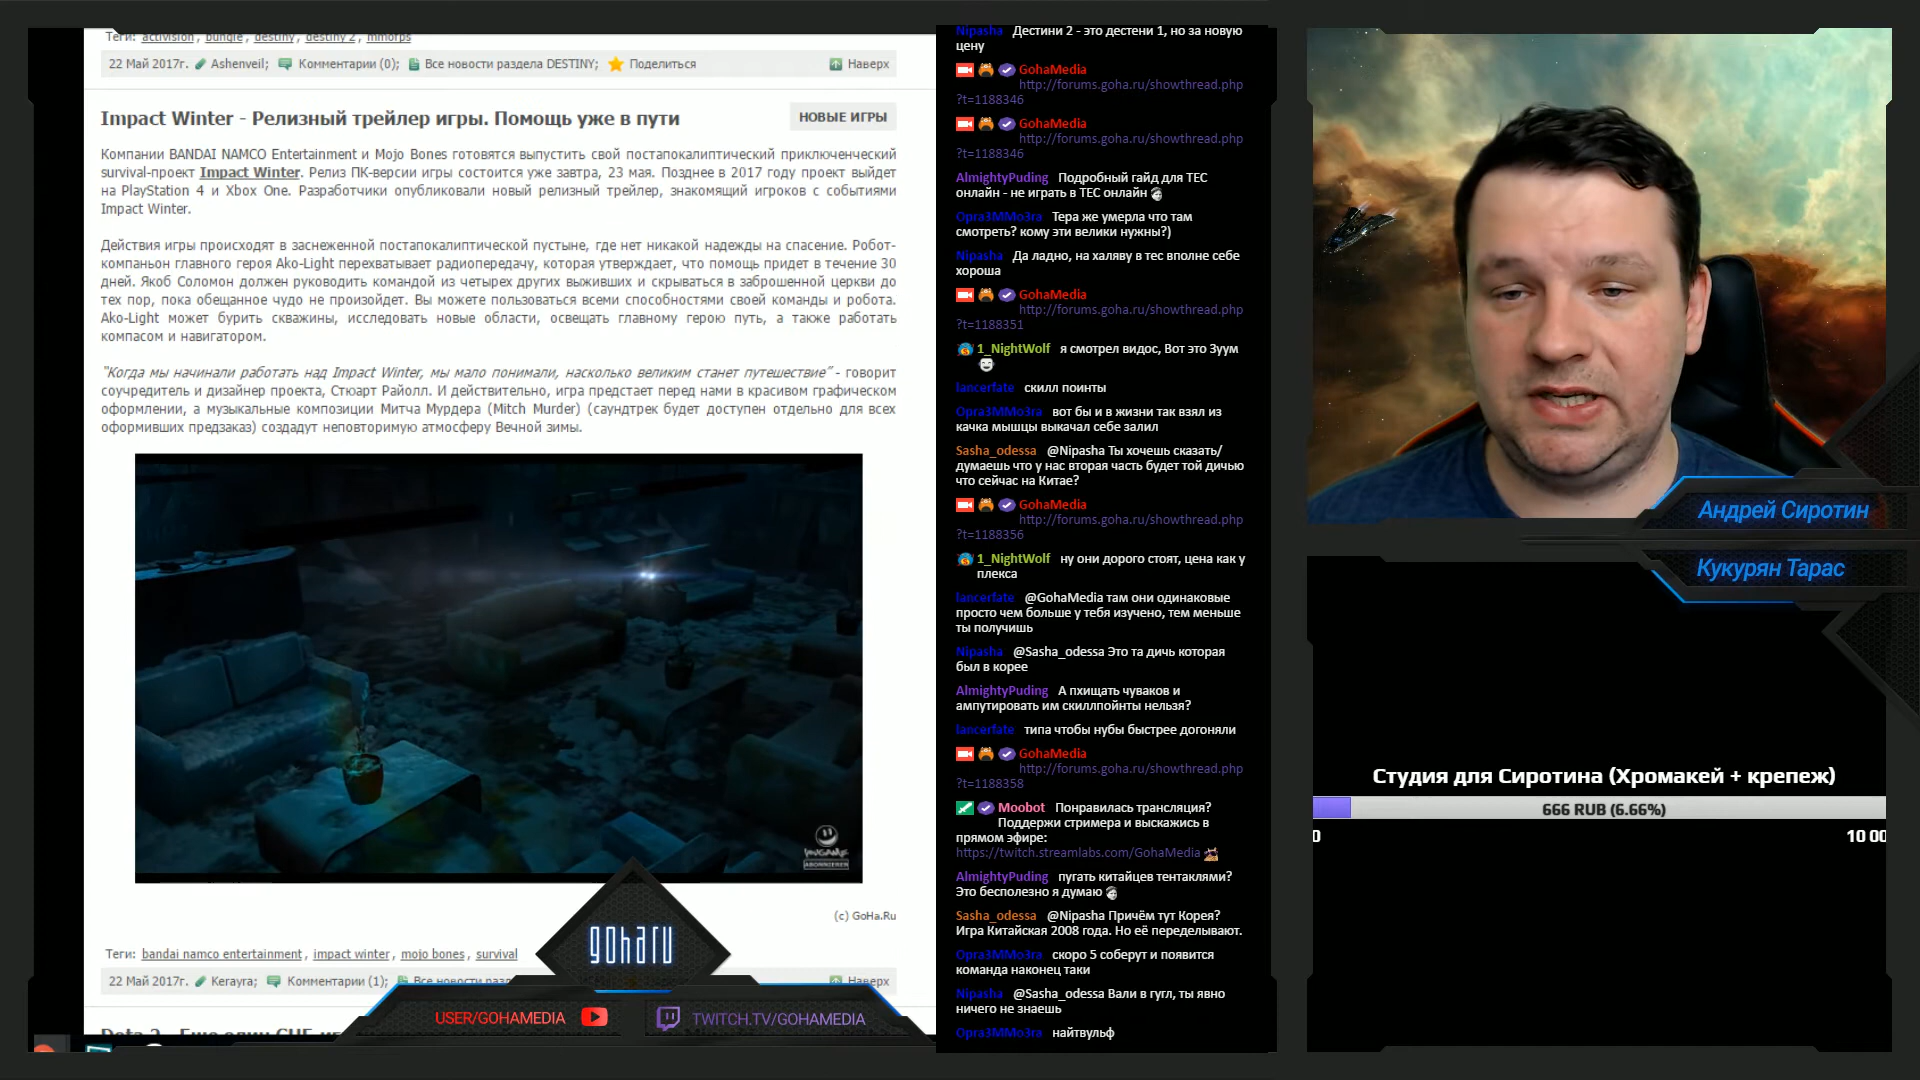 Теги: activision , bungie , destiny , destiny 2 , mmorps
22 Май 2017г. Ashenveil; Комментарии (0); Все новости раздела DESTINY; Поделиться Наверх
Impact Winter - Релизный трейлер игры. Помощь уже в пути
НОВЫЕ ИГРЫ
Компании BANDAI NAMCO Entertainment и Mojo Bones готовятся выпустить свой постапокалиптический приключенческий
survival-проект Impact Winter. Релиз ПК-версии игры состоится уже завтра, 23 мая. Позднее в 2017 году проект выйдет
на PlayStation 4 и Xbox One. Разработчики опубликовали новый релизный трейлер, знакомящий игроков с событиями
Impact Winter.
Действия игры происходят в заснеженной постапокалиптической пустыне, где нет никакой надежды на спасение. Робот-
компаньон главного героя Ako-Light перехватывает радиопередачу, которая утверждает, что помощь придет в течение 30
дней. Якоб Соломон должен руководить командой из четырех других выживших и скрываться в заброшенной церкви до
тех пор, пока обещанное чудо не произойдет. Вы можете пользоваться всеми способностями своей команды и робота.
Ako-Light может бурить скважины, исследовать новые области, освещать главному герою путь, а также работать
компасом и навигатором.
"Когда мы начинали работать над Impact Winter, мы мало понимали, насколько великим станет путешествие" - говорит
соучредитель и дизайнер проекта, Стюарт Райолл. И действительно, игра предстает перед нами в красивом графическом
оформлении, а музыкальные композиции Митча Мурдера (Mitch Murder) (саундтрек будет доступен отдельно для всех
оформивших предзаказ) создадут неповторимую атмосферу Вечной зимы.
(c) GoHa.Ru
Теги: bandai namco entertainment , impact winter , mojo bones , survival
22 Май 2017г. Kerayra; Комментарии (1); Все новости разд Наверх
goharu
USER/GOHAMEDIA
TWITCH.TV/GOHAMEDIA
Nipasha Дестини 2 - это дестени 1, но за новую
цену
GohaMedia
http://forums.goha.ru/showthread.php
?t=1188346
GohaMedia
http://forums.goha.ru/showthread.php
?t=1188346
AlmightyPuding Подробный гайд для ТЕС
онлайн - не играть в ТЕС онлайн
Opra3MMo3ra Тера же умерла что там
смотреть? кому эти велики нужны?)
Nipasha Да ладно, на халяву в тес вполне себе
хороша
GohaMedia
http://forums.goha.ru/showthread.php
?t=1188351
1_NightWolf я смотрел видос, Вот это Зуум
lancerfate скилл поинты
Opra3MMo3ra вот бы и в жизни так взял из
качка мышцы выкачал себе залил
Sasha_odessa @Nipasha Ты хочешь сказать/
думаешь что у нас вторая часть будет той дичью
что сейчас на Китае?
GohaMedia
http://forums.goha.ru/showthread.php
?t=1188356
1_NightWolf ну они дорого стоят, цена как у
плекса
lancerfate @GohaMedia там они одинаковые
просто чем больше у тебя изучено, тем меньше
ты получишь
Nipasha @Sasha_odessa Это та дичь которая
был в корее
AlmightyPuding А пхищать чуваков и
ампутировать им скиллпойнты нельзя?
lancerfate типа чтобы нубы быстрее догоняли
GohaMedia
http://forums.goha.ru/showthread.php
?t=1188358
Moobot Понравилась трансляция?
Поддержи стримера и выскажись в
прямом эфире:
https://twitch.streamlabs.com/GohaMedia
AlmightyPuding пугать китайцев тентаклями?
Это бесполезно я думаю
Sasha_odessa @Nipasha Причём тут Корея?
Игра Китайская 2008 года. Но её переделывают.
Opra3MMo3ra скоро 5 соберут и появится
команда наконец таки
Nipasha @Sasha_odessa Вали в гугл, ты явно
ничего не знаешь
Opra3MMo3ra найтвульф
Андрей Сиротин
Кукурян Тарас
Студия для Сиротина (Хромакей + крепеж)
666 RUB (6.66%)
0 10 00